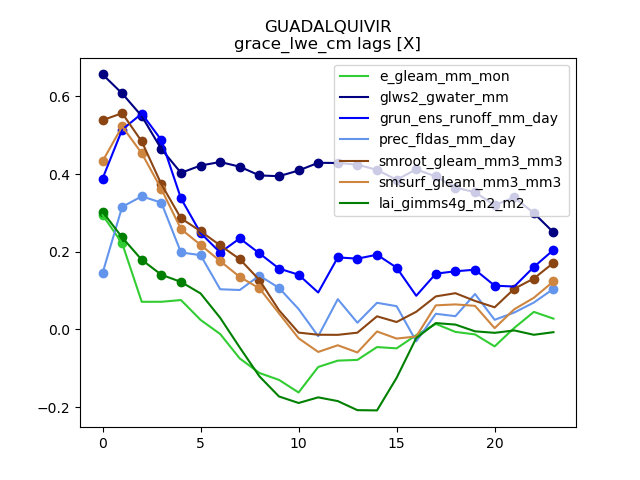 GUADALQUIVIR
grace_lwe_cm lags [X]
e_gleam_mm_mon
glws2_gwater_mm
grun_ens_runoff_mm_day
prec_fldas_mm_day
smroot_gleam_mm3_mm3
smsurf_gleam_mm3_mm3
lai_gimms4g_m2_m2
0.6
0.4
0.2
0.0
−0.2
0
5
10
15
20